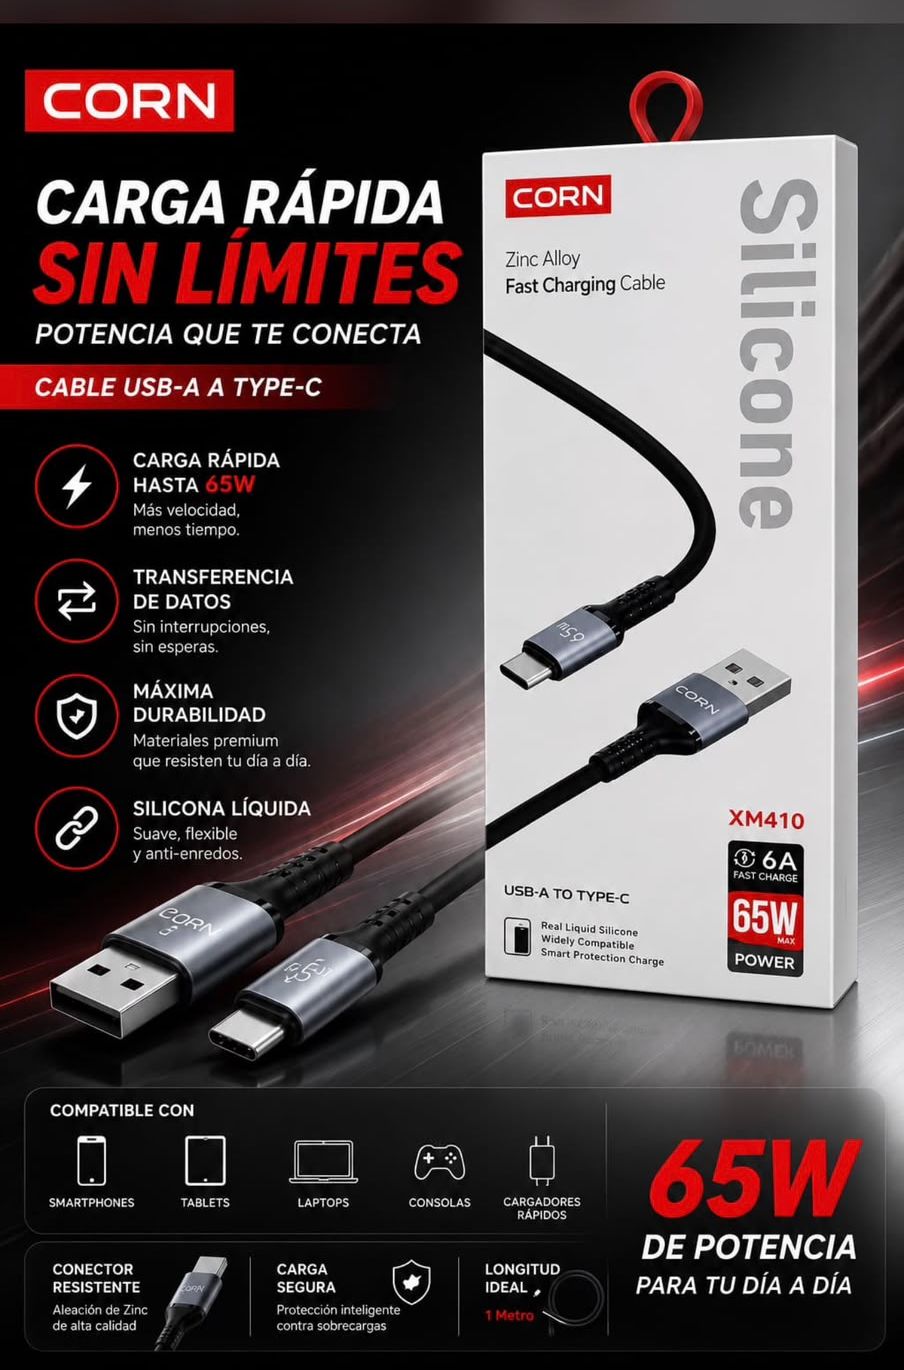 CORN
CARGA RÁPIDA
SIN LÍMITES
POTENCIA QUE TE CONECTA
CABLE USB-A A TYPE-C
CARGA RÁPIDA
HASTA 65W
Más velocidad,
menos tiempo.
TRANSFERENCIA
DE DATOS
Sin interrupciones,
sin esperas.
MÁXIMA
DURABILIDAD
Materiales premium
que resisten tu día a día.
SILICONA LÍQUIDA
Suave, flexible
y anti-enredos.
CORN
CORN
Zinc Alloy
Fast Charging Cable
Silicone
65W
CORN
XM410
6A
FAST CHARGE
65W
MAX
POWER
USB-A TO TYPE-C
Real Liquid Silicone
Widely Compatible
Smart Protection Charge
COMPATIBLE CON
SMARTPHONES
TABLETS
LAPTOPS
CONSOLAS
CARGADORES
RÁPIDOS
65W
DE POTENCIA
PARA TU DÍA A DÍA
CONECTOR
RESISTENTE
Aleación de Zinc
de alta calidad
CORN
CARGA
SEGURA
Protección inteligente
contra sobrecargas
LONGITUD
IDEAL
1 Metro